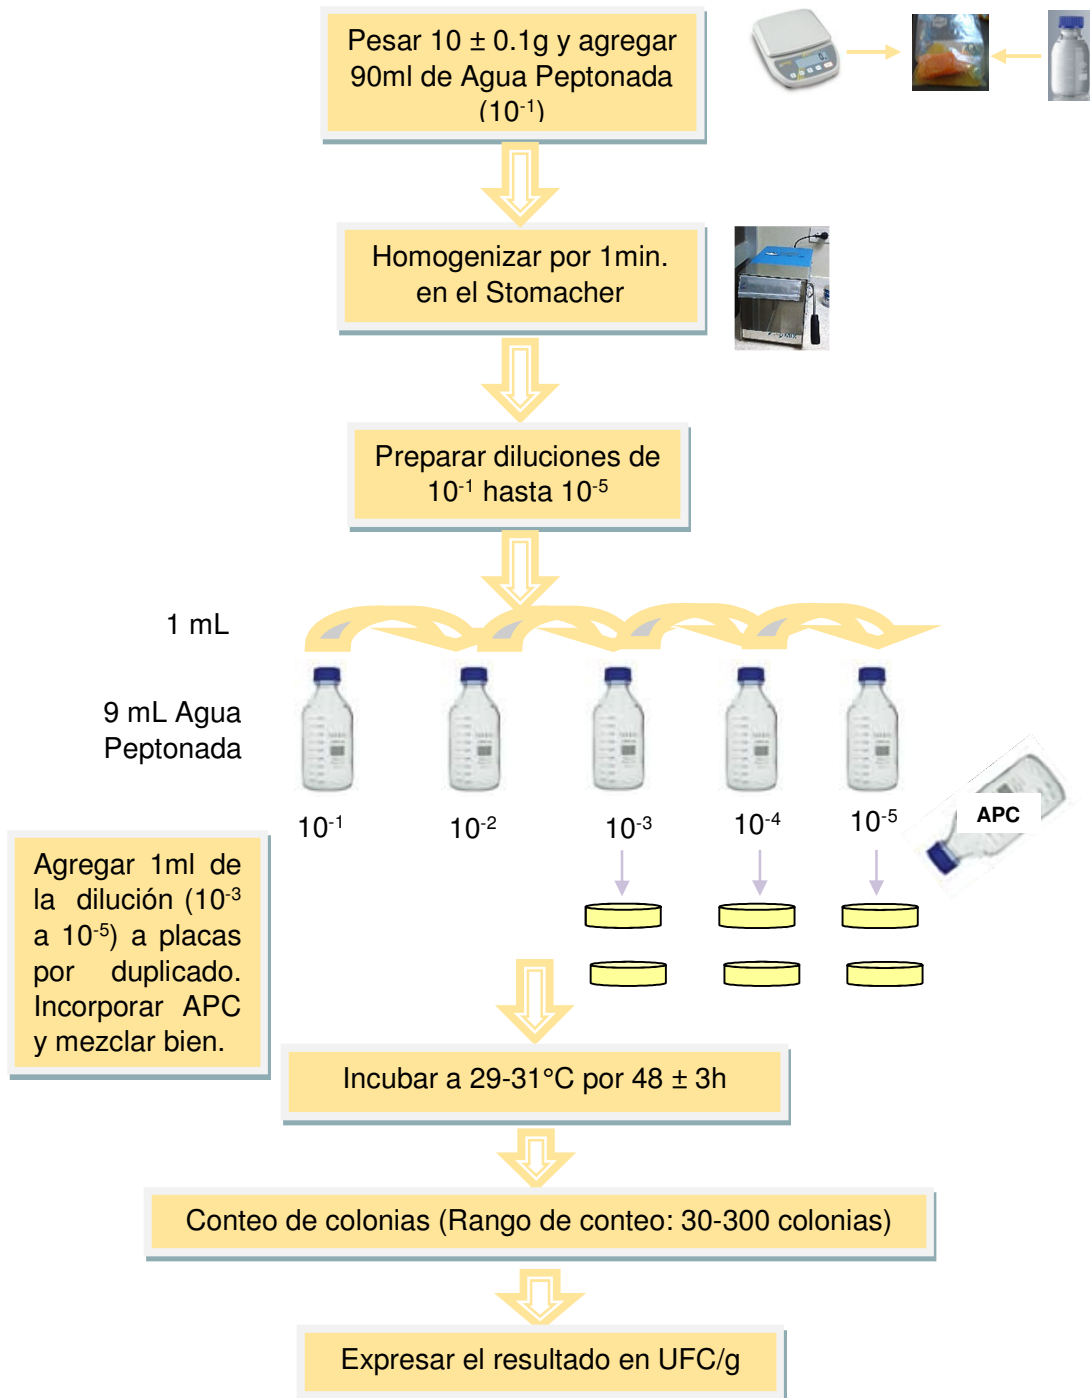 Pesar 10 ± 0.1g y agregar
90ml de Agua Peptonada
(10⁻¹)
Homogenizar por 1min.
en el Stomacher
Preparar diluciones de
10⁻¹ hasta 10⁻⁵
1 mL
9 mL Agua
Peptonada
10⁻¹ 10⁻² 10⁻³ 10⁻⁴ 10⁻⁵
APC
Agregar 1ml de
la dilución (10⁻³
a 10⁻⁵) a placas
por duplicado.
Incorporar APC
y mezclar bien.
Incubar a 29-31°C por 48 ± 3h
Conteo de colonias (Rango de conteo: 30-300 colonias)
Expresar el resultado en UFC/g